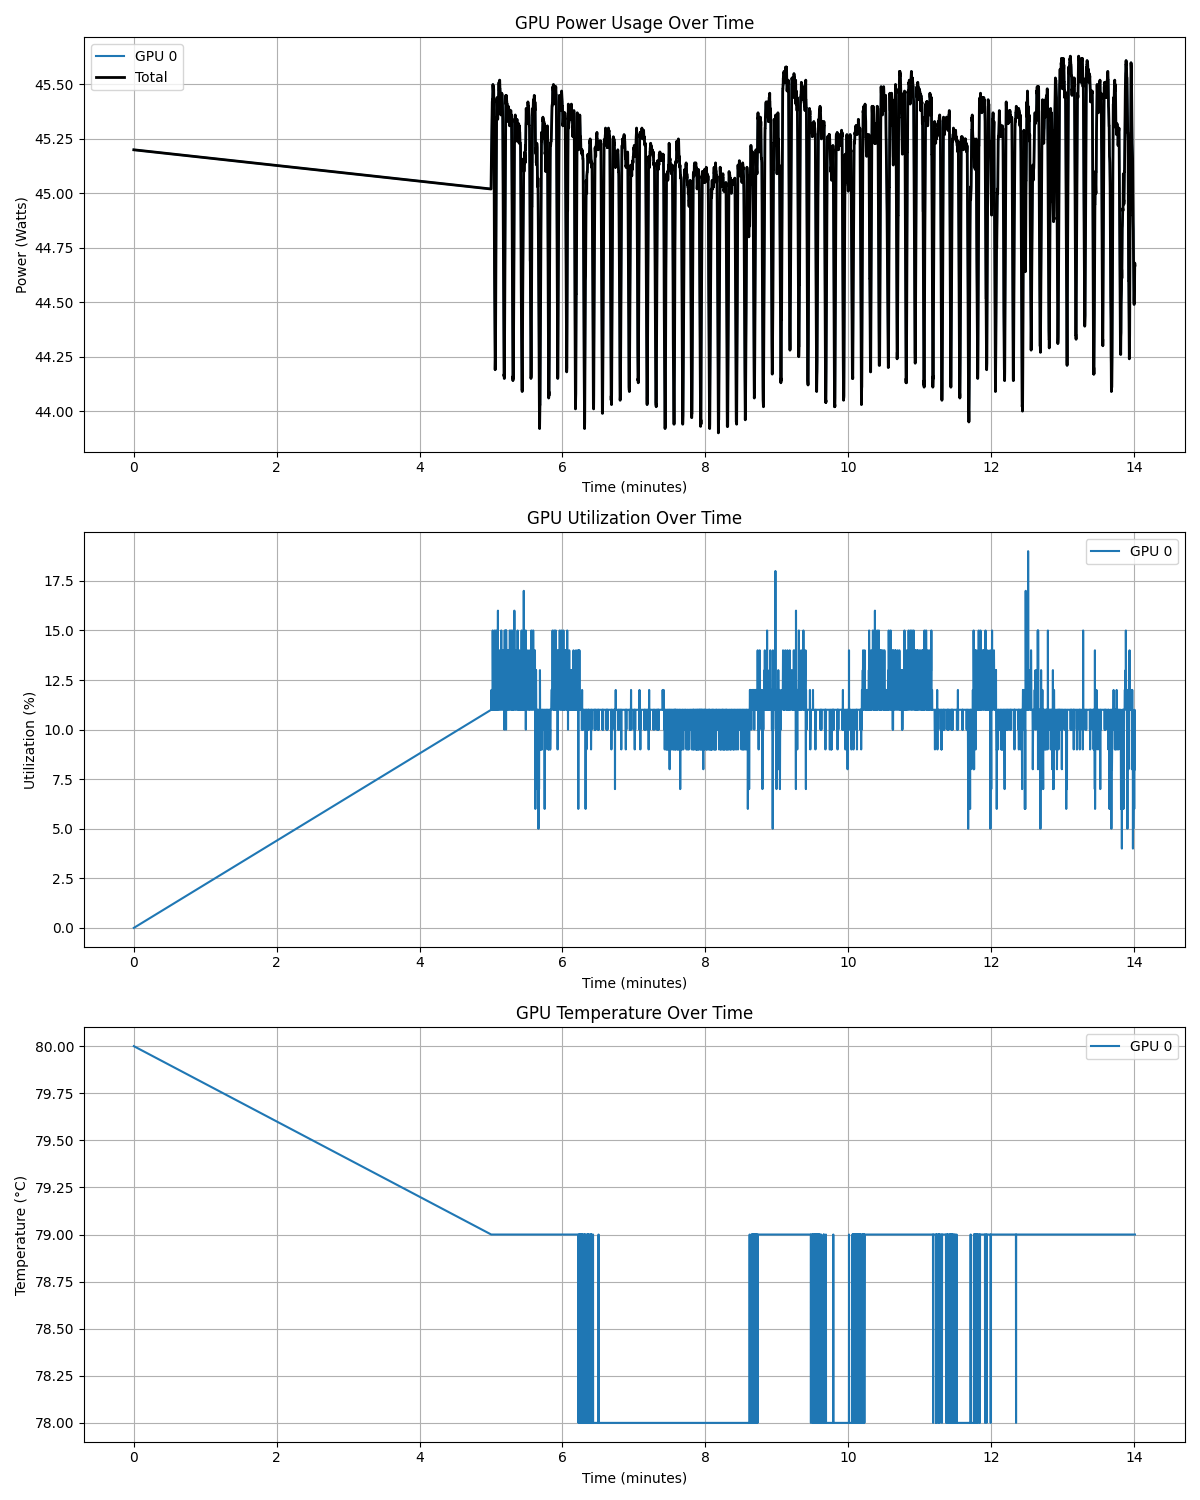 GPU Power Usage Over Time
GPU 0
Total
45.50
45.25
45.00
44.75
44.50
44.25
44.00
Power (Watts)
0 2 4 6 8 10 12 14
Time (minutes)
GPU Utilization Over Time
GPU 0
17.5
15.0
12.5
10.0
7.5
5.0
2.5
0.0
Utilization (%)
0 2 4 6 8 10 12 14
Time (minutes)
GPU Temperature Over Time
GPU 0
80.00
79.75
79.50
79.25
79.00
78.75
78.50
78.25
78.00
Temperature (°C)
0 2 4 6 8 10 12 14
Time (minutes)